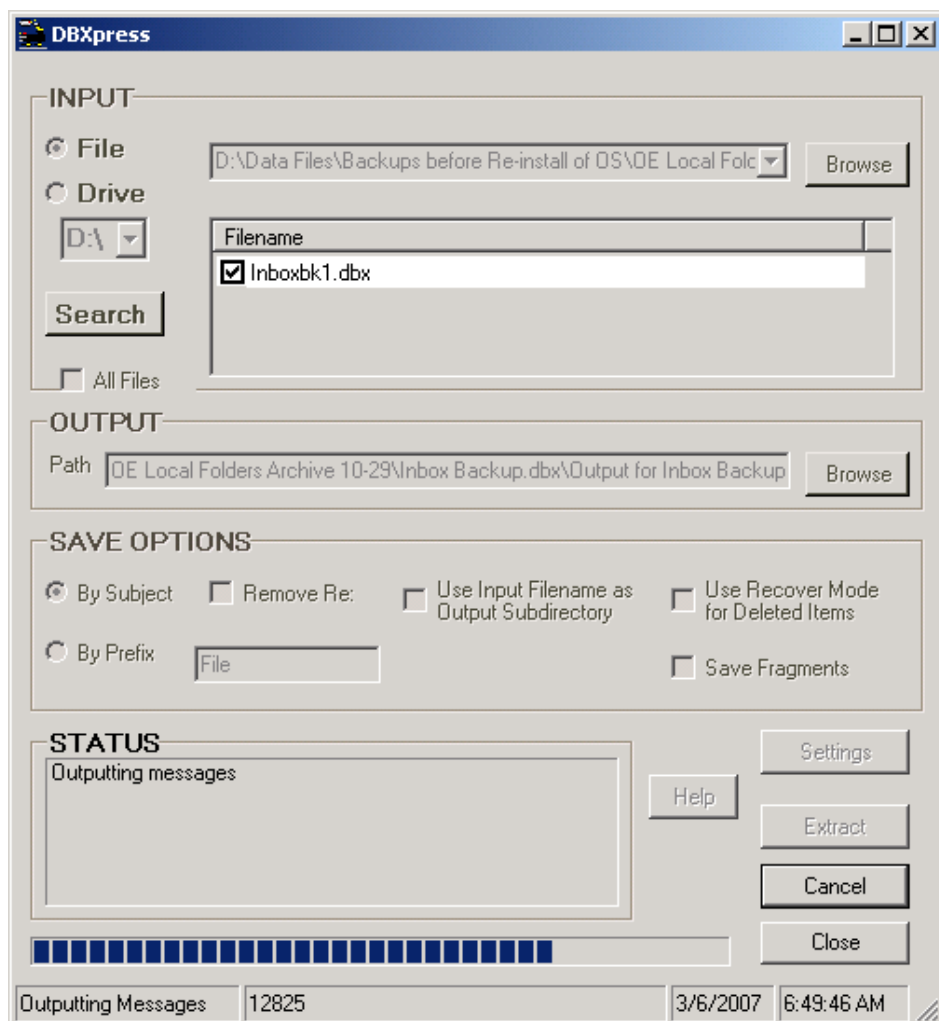 DBXpress
INPUT
File
D:\Data Files\Backups before Re-install of OS\OE Local Folc
Browse
Drive
D:\
Filename
Inboxbk1.dbx
Search
All Files
OUTPUT
Path
OE Local Folders Archive 10-29\Inbox Backup.dbx\Output for Inbox Backup
Browse
SAVE OPTIONS
By Subject
Remove Re:
Use Input Filename as
Output Subdirectory
Use Recover Mode
for Deleted Items
By Prefix
File
Save Fragments
STATUS
Outputting messages
Settings
Help
Extract
Cancel
Close
Outputting Messages
12825
3/6/2007
6:49:46 AM